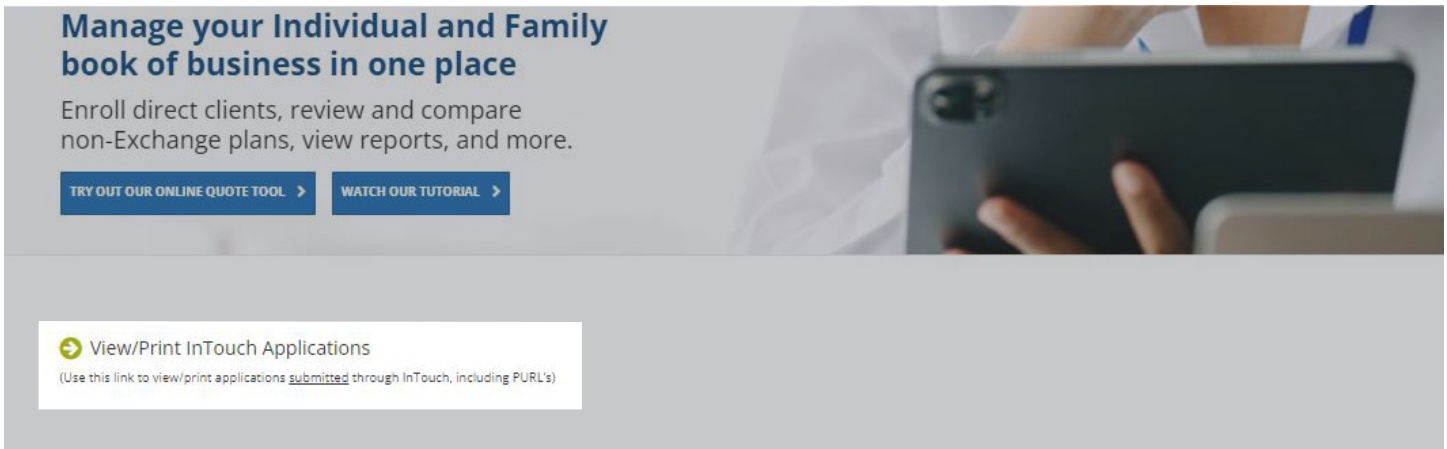 Manage your Individual and Family
book of business in one place
Enroll direct clients, review and compare
non-Exchange plans, view reports, and more.
TRY OUT OUR ONLINE QUOTE TOOL
WATCH OUR TUTORIAL
View/Print InTouch Applications
(Use this link to view/print applications submitted through InTouch, including PURL's)